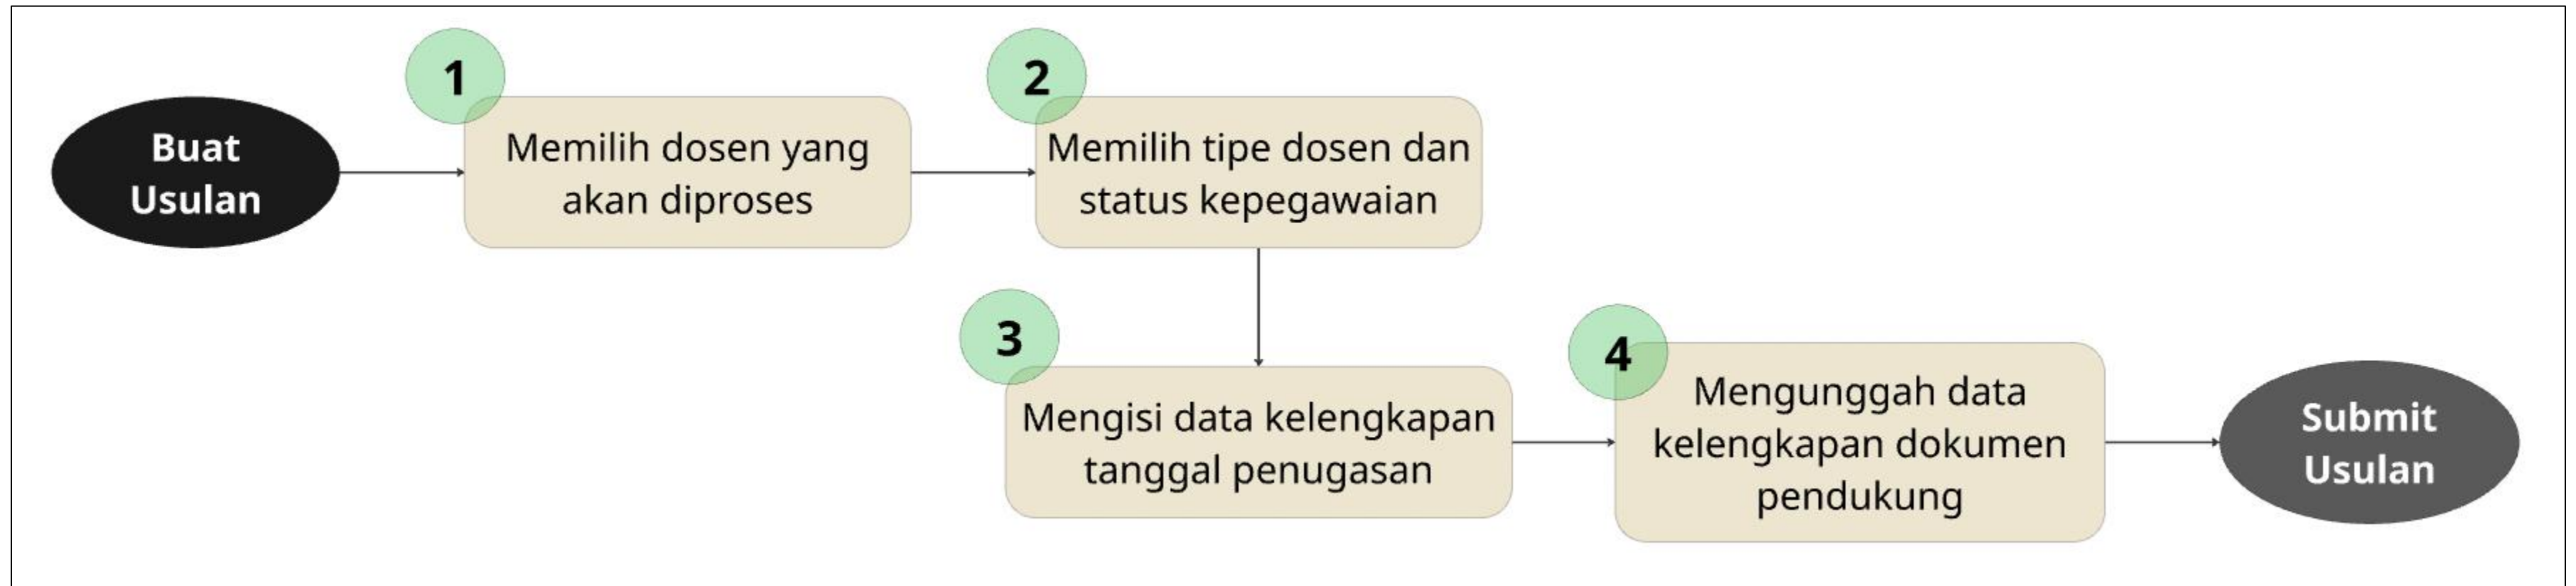 Buat
Usulan
1
Memilih dosen yang
akan diproses
2
Memilih tipe dosen dan
status kepegawaian
3
Mengisi data kelengkapan
tanggal penugasan
4
Mengunggah data
kelengkapan dokumen
pendukung
Submit
Usulan